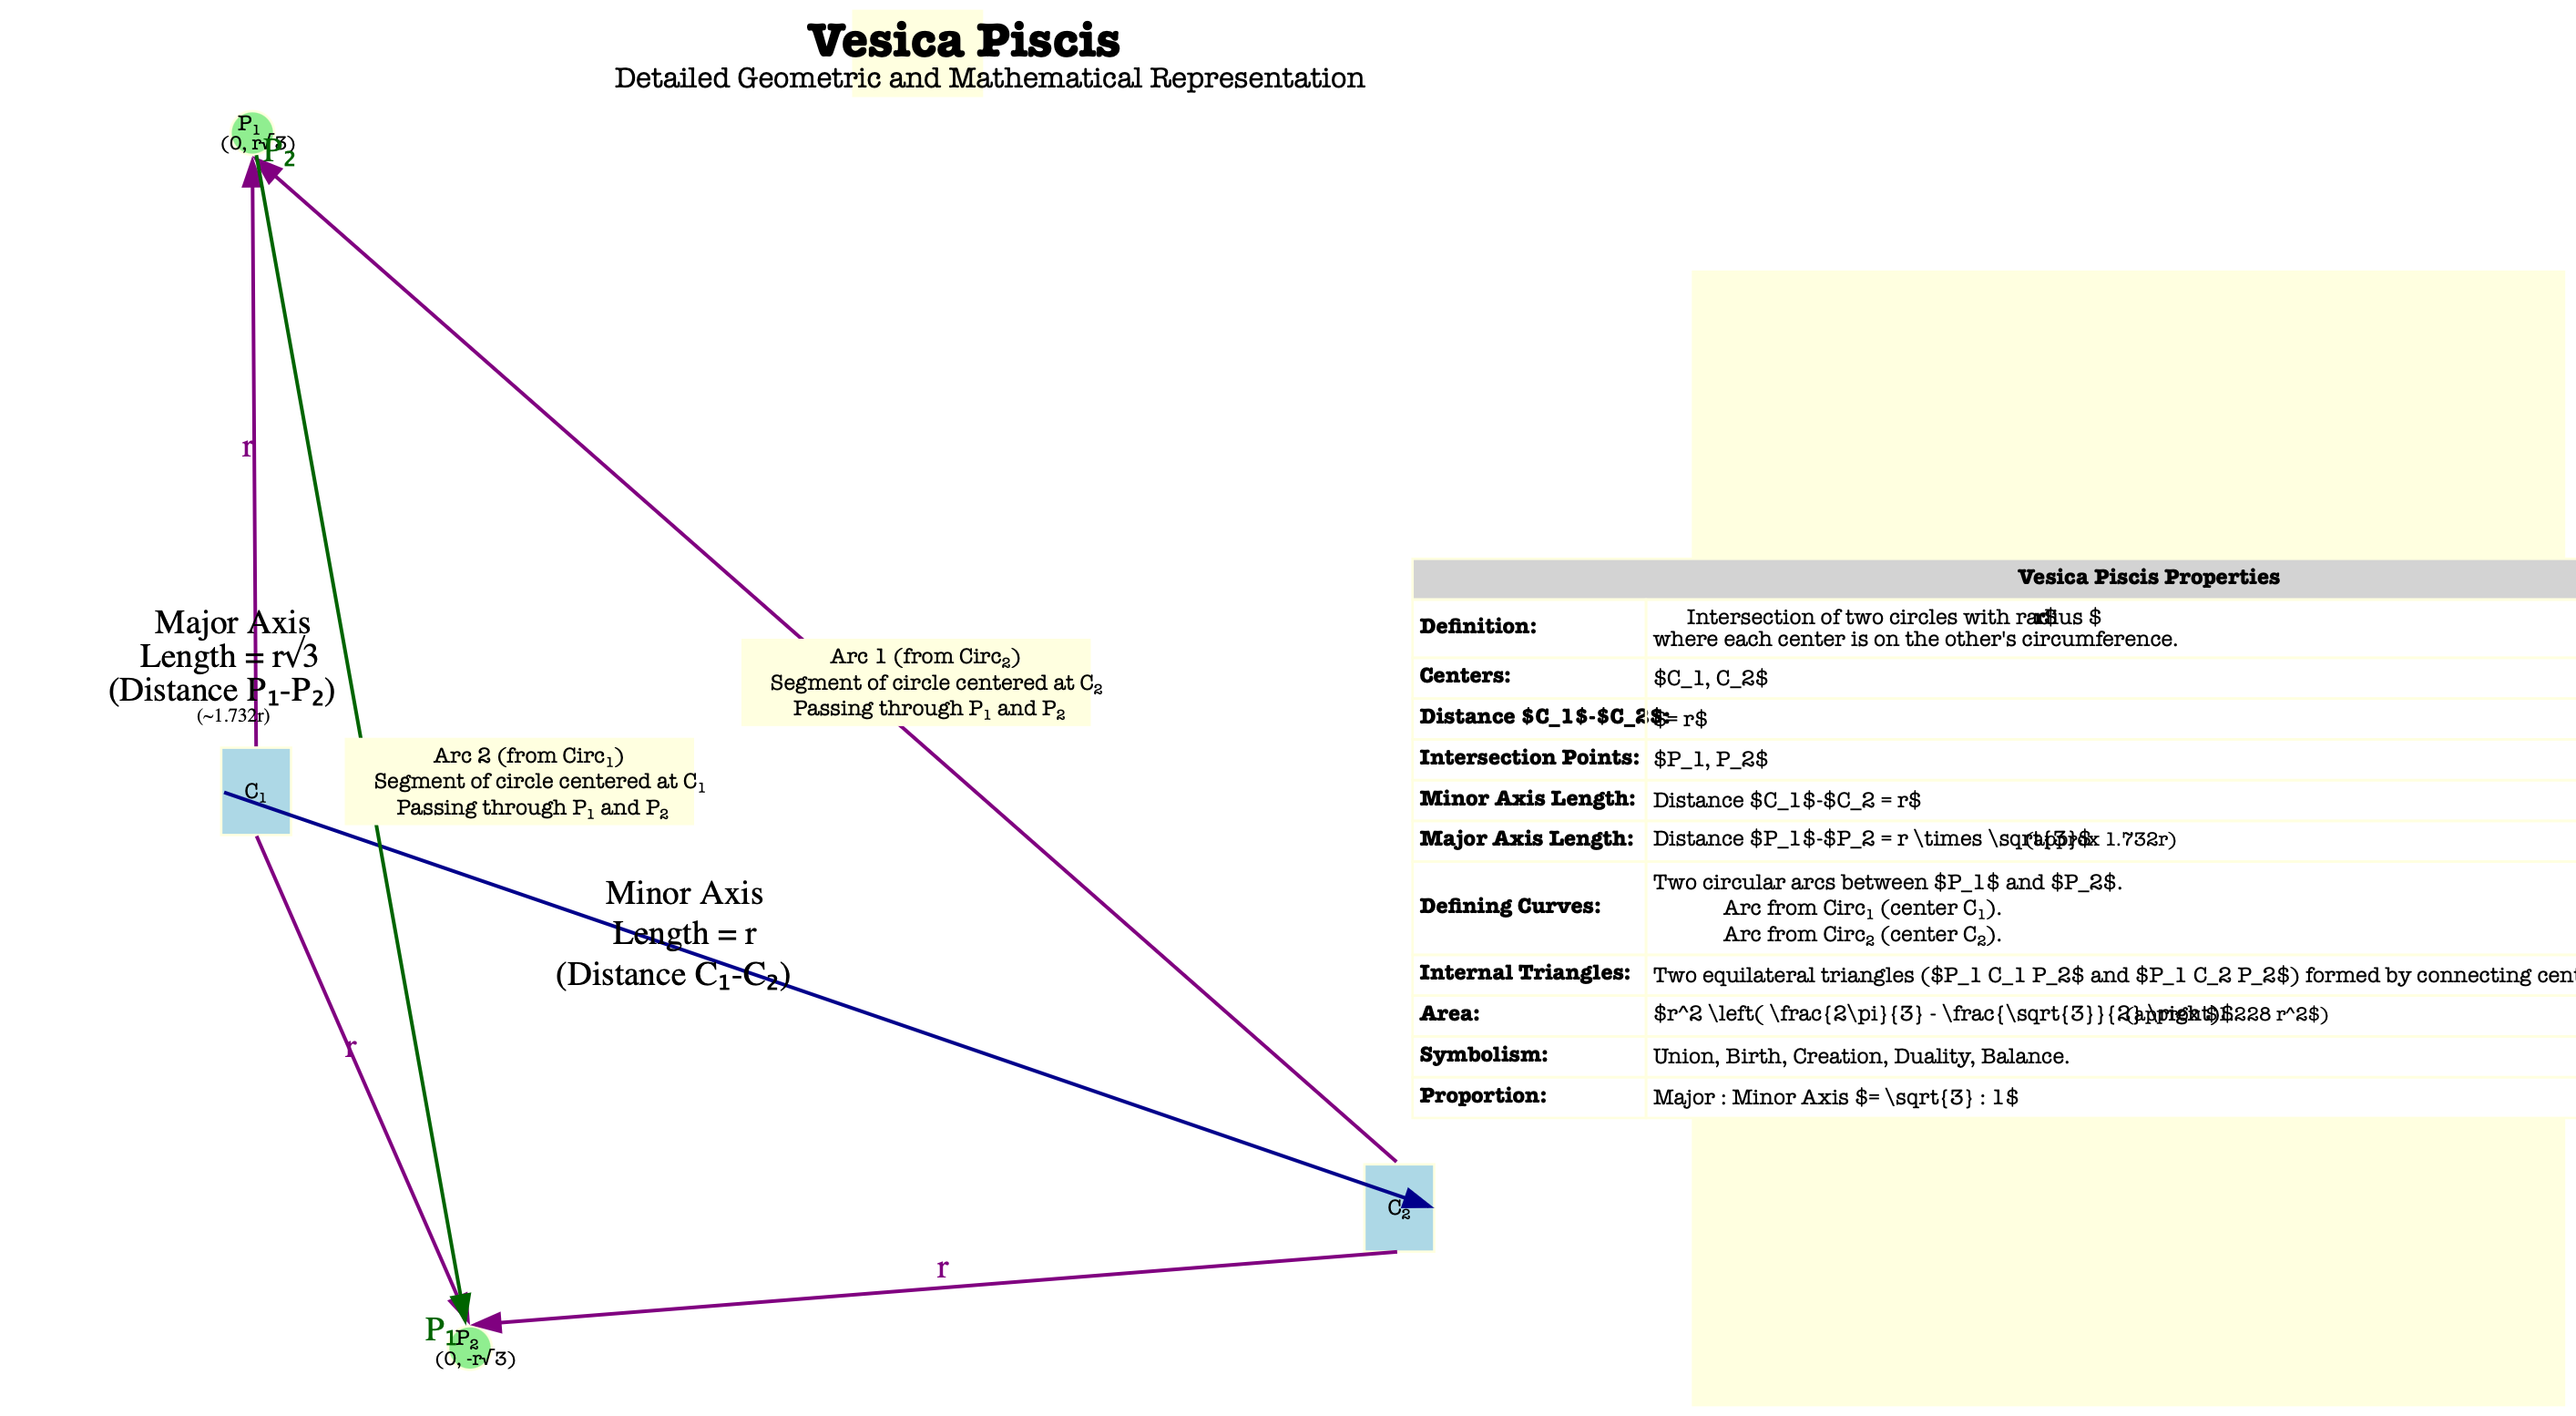 Vesica Piscis
Detailed Geometric and Mathematical Representation
P₁
(0, r√3)
P₂
r
Major Axis
Length = r√3
(Distance P₁-P₂)
(~1.732r)
C₁
Arc 2 (from Circ₁)
Segment of circle centered at C₁
Passing through P₁ and P₂
Arc 1 (from Circ₂)
Segment of circle centered at C₂
Passing through P₁ and P₂
Minor Axis
Length = r
(Distance C₁-C₂)
r
C₂
r
P₁
P₂
(0, -r√3)
Vesica Piscis Properties
Definition:
Intersection of two circles with radius $
r$
where each center is on the other's circumference.
Centers:
$C_1, C_2$
Distance $C_1$-$C_2$:
$= r$
Intersection Points:
$P_1, P_2$
Minor Axis Length:
Distance $C_1$-$C_2 = r$
Major Axis Length:
Distance $P_1$-$P_2 = r \times \sqrt{3}$
(approx 1.732r)
Defining Curves:
Two circular arcs between $P_1$ and $P_2$.
Arc from Circ₁ (center C₁).
Arc from Circ₂ (center C₂).
Internal Triangles:
Two equilateral triangles ($P_1 C_1 P_2$ and $P_1 C_2 P_2$) formed by connecting
Area:
$r^2 \left( \frac{2\pi}{3} - \frac{\sqrt{3}}{2} \right)$
(approx $1.228 r^2$)
Symbolism:
Union, Birth, Creation, Duality, Balance.
Proportion:
Major : Minor Axis $= \sqrt{3} : 1$